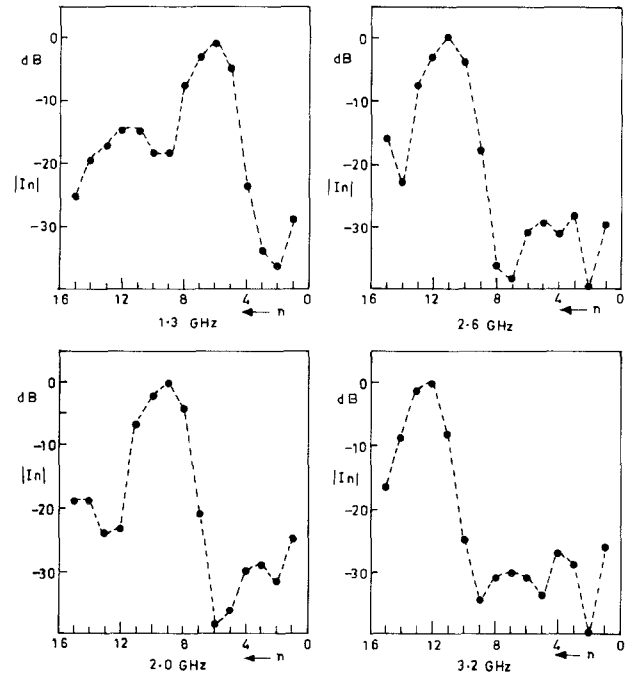 0
dB
-10
-20
|In|
-30
16 12 8 4 0
← n
1·3 GHz
0
dB
-10
-20
|In|
-30
16 12 8 4 0
← n
2·6 GHz
0
dB
-10
|In|
-20
-30
16 12 8 4 0
← n
2·0 GHz
0
dB
-10
|In|
-20
-30
16 12 8 4 0
← n
3·2 GHz